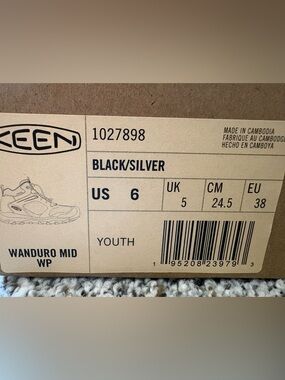 KEEN
1027898
MADE IN CAMBODIA
FABRIQUÉ AU CAMBODGE
HECHO EN CAMBOYA
BLACK/SILVER
US 6
UK 5
CM 24.5
EU 38
WANDURO MID
WP
YOUTH
1 95208 23979 3